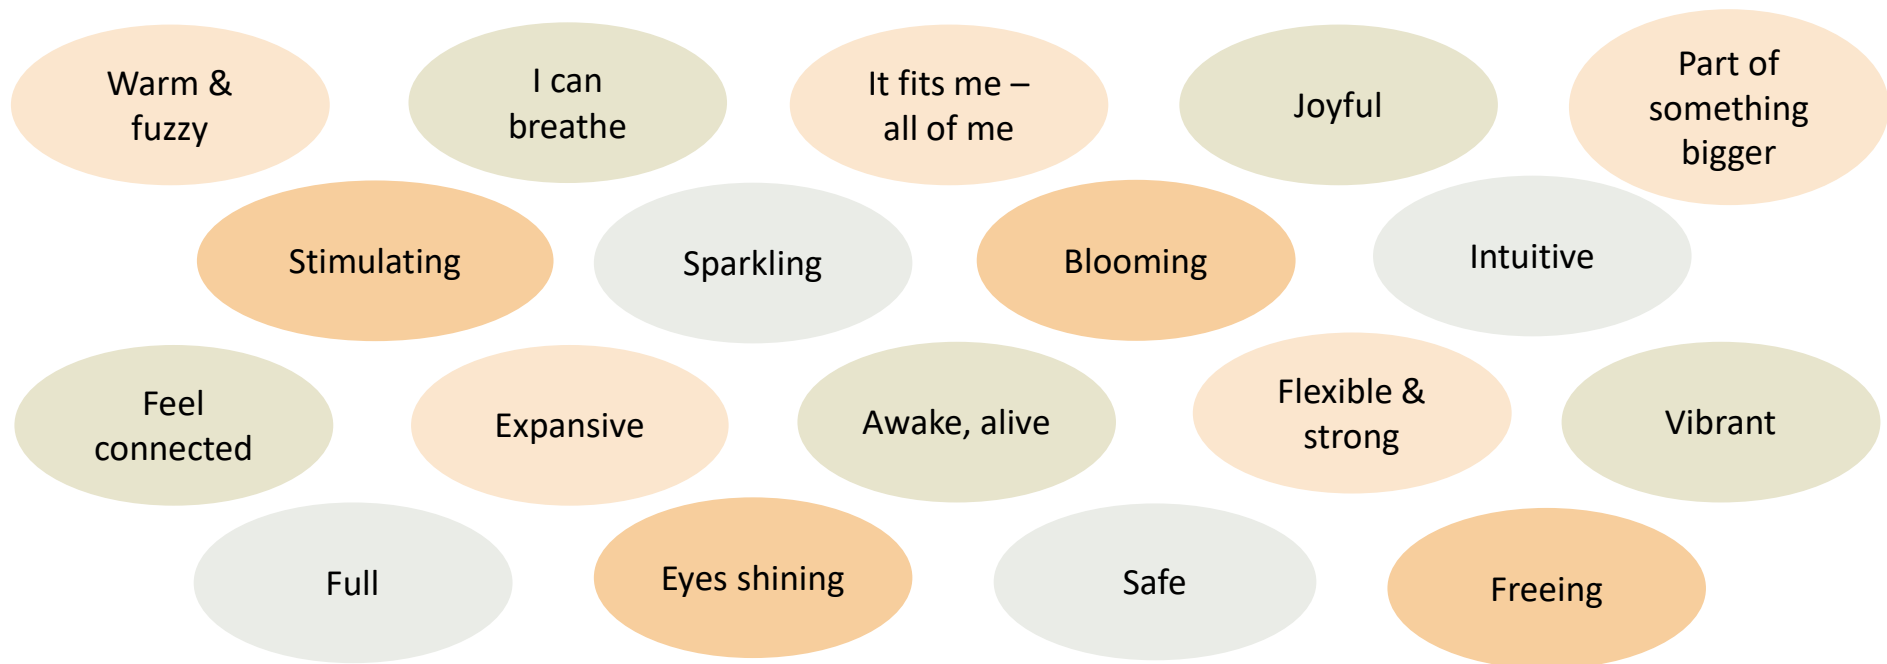 Warm &
fuzzy
I can
breathe
It fits me –
all of me
Joyful
Part of
something
bigger
Stimulating
Sparkling
Blooming
Intuitive
Feel
connected
Expansive
Awake, alive
Flexible &
strong
Vibrant
Full
Eyes shining
Safe
Freeing